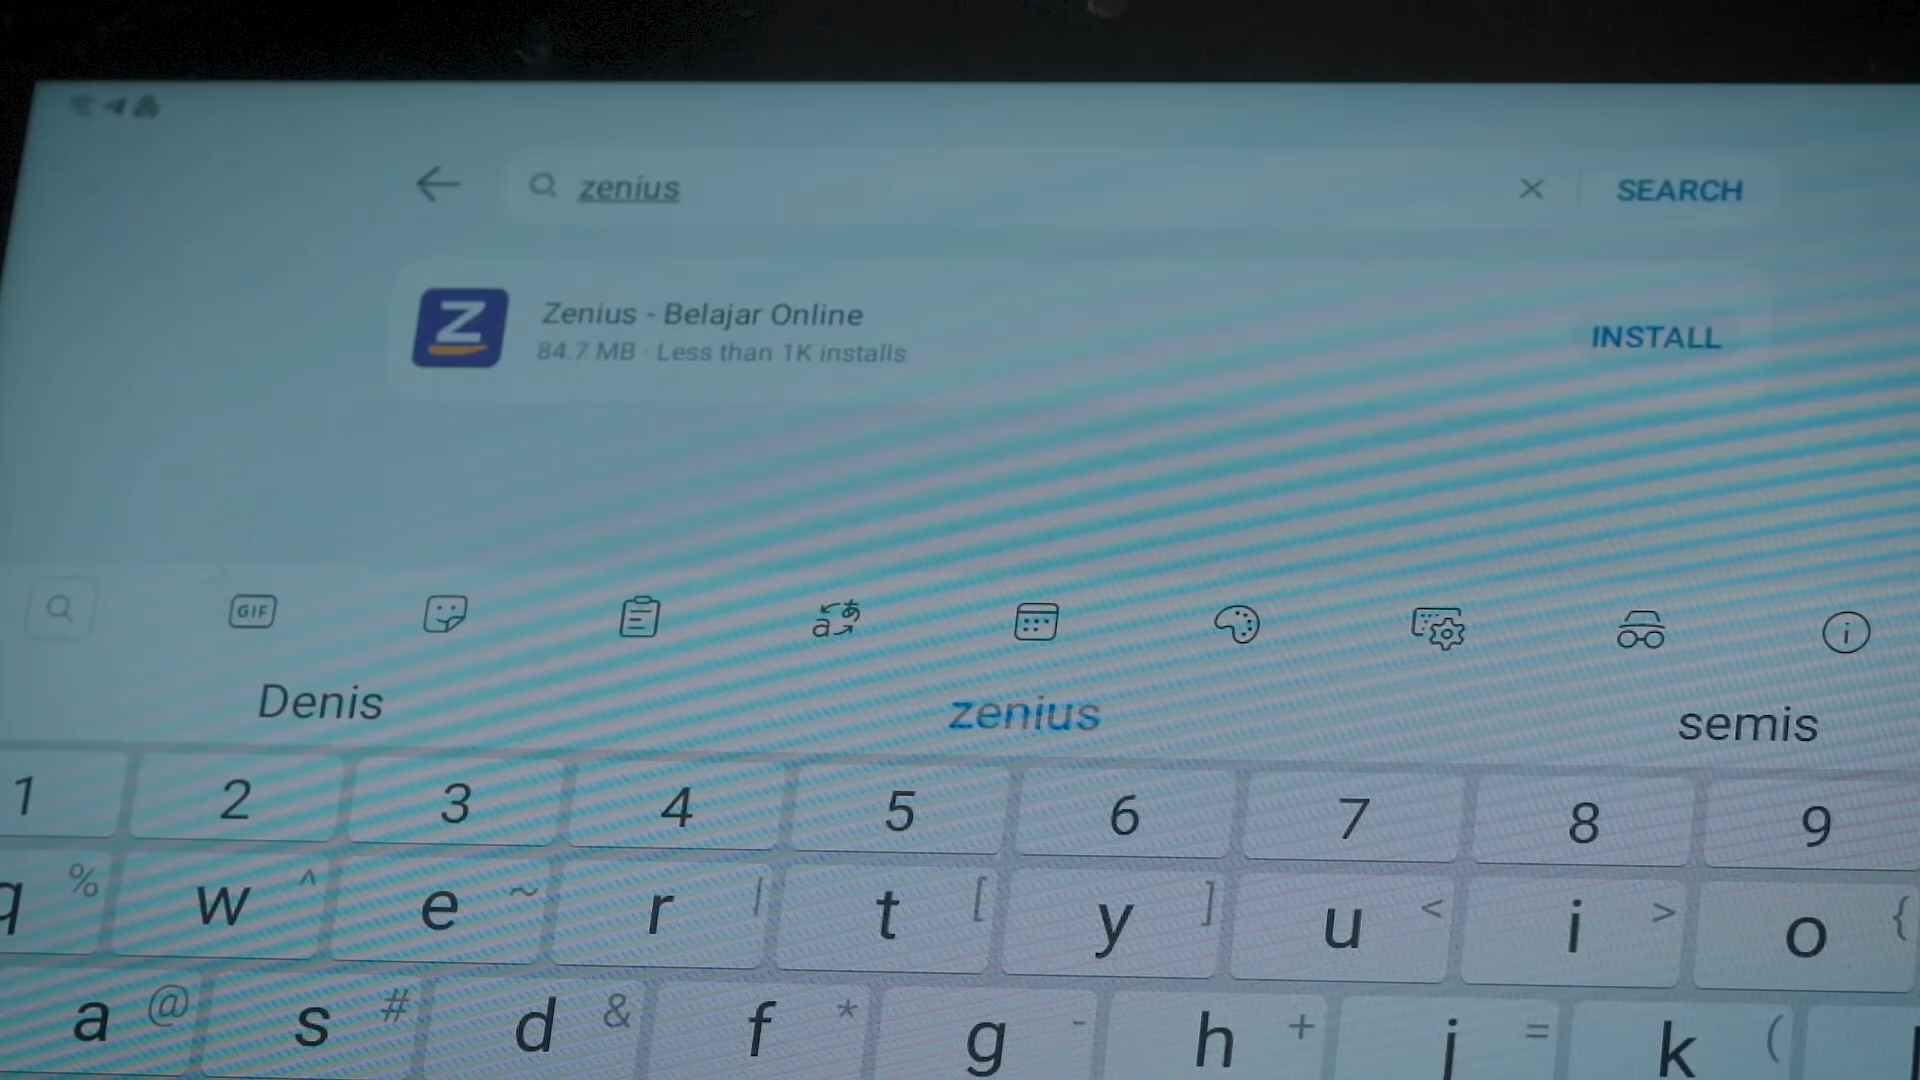 zenius
SEARCH
Z
Zenius - Belajar Online
84.7 MB · Less than 1K installs
INSTALL
GIF
a あ
i
Denis zenius semis
1 2 3 4 5 6 7 8 9
q % w ^ e ~ r | t [ y ] u < i > o {
a @ s # d & f * g - h + j = k (